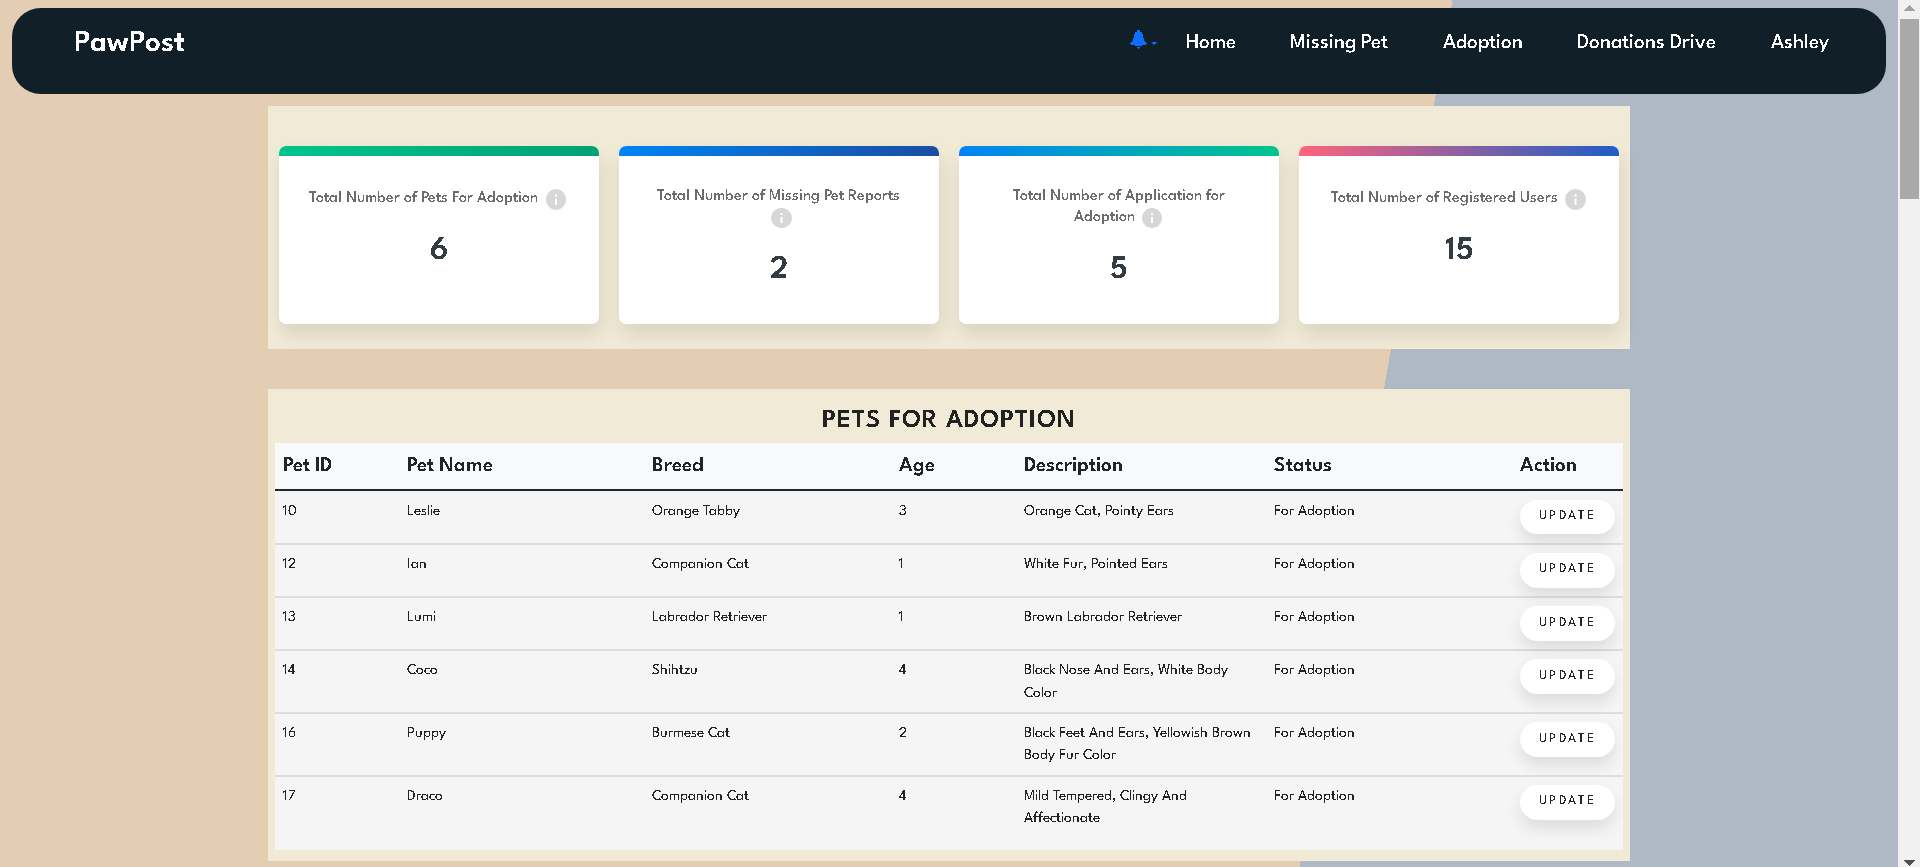 PawPost
Home Missing Pet Adoption Donations Drive Ashley
Total Number of Pets For Adoption
6
Total Number of Missing Pet Reports
2
Total Number of Application for
Adoption
5
Total Number of Registered Users
15
PETS FOR ADOPTION
Pet ID Pet Name Breed Age Description Status Action
10 Leslie Orange Tabby 3 Orange Cat, Pointy Ears For Adoption UPDATE
12 Ian Companion Cat 1 White Fur, Pointed Ears For Adoption UPDATE
13 Lumi Labrador Retriever 1 Brown Labrador Retriever For Adoption UPDATE
14 Coco Shihtzu 4 Black Nose And Ears, White Body For Adoption UPDATE
Color
16 Puppy Burmese Cat 2 Black Feet And Ears, Yellowish Brown For Adoption UPDATE
Body Fur Color
17 Draco Companion Cat 4 Mild Tempered, Clingy And For Adoption UPDATE
Affectionate